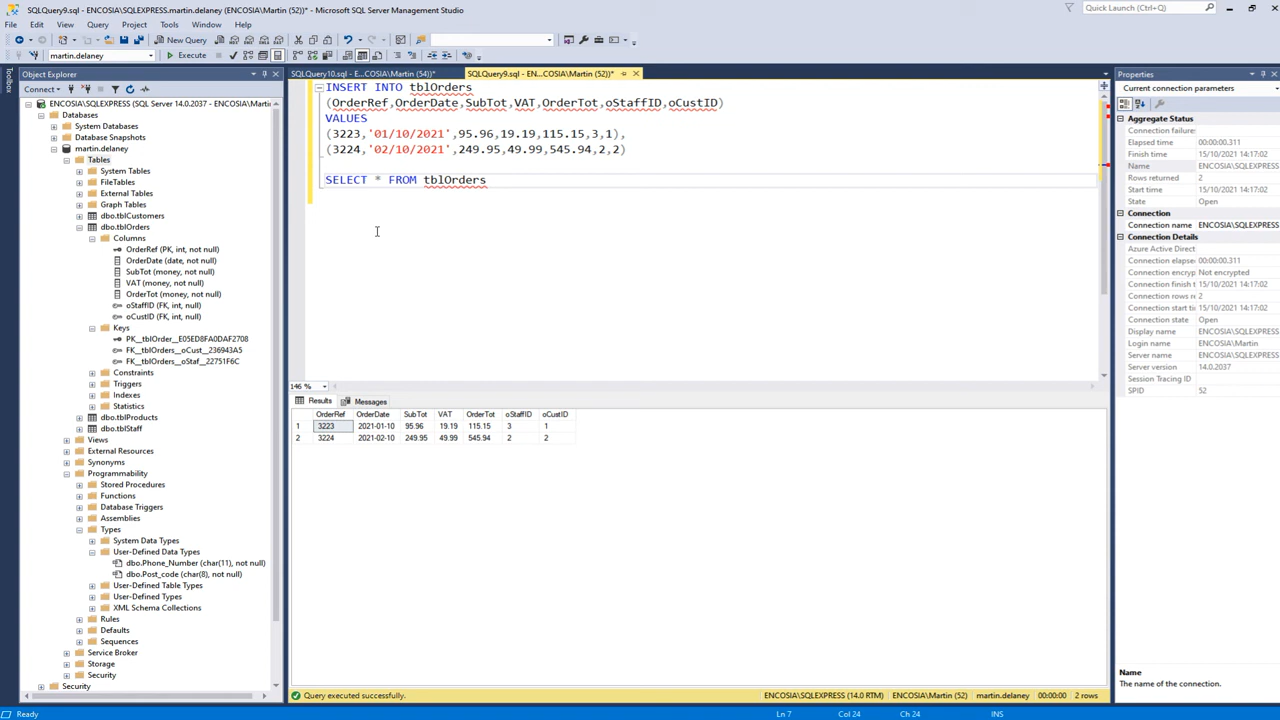 SQLQuery9.sql - ENCOSIA\SQLEXPRESS.martin.delaney (ENCOSIA\Martin (52))* - Microsoft SQL Server Management Studio
Quick Launch (Ctrl+Q)
File Edit View Query Project Tools Window Help
New Query
martin.delaney Execute
Object Explorer
SQLQuery10.sql - E...COSIA\Martin (54))*
SQLQuery9.sql - EN...COSIA\Martin (52))*
Properties
Connect
ENCOSIA\SQLEXPRESS (SQL Server 14.0.2037 - ENCOSIA\Martin
Databases
System Databases
Database Snapshots
martin.delaney
Tables
System Tables
FileTables
External Tables
Graph Tables
dbo.tblCustomers
dbo.tblOrders
Columns
OrderRef (PK, int, not null)
OrderDate (date, not null)
SubTot (money, not null)
VAT (money, not null)
OrderTot (money, not null)
oStaffID (FK, int, null)
oCustID (FK, int, null)
Keys
PK__tblOrder__E05ED8FA0DAF2708
FK__tblOrders__oCust__236943A5
FK__tblOrders__oStaf__22751F6C
Constraints
Triggers
Indexes
Statistics
dbo.tblProducts
dbo.tblStaff
Views
External Resources
Synonyms
Programmability
Stored Procedures
Functions
Database Triggers
Assemblies
Types
System Data Types
User-Defined Data Types
dbo.Phone_Number (char(11), not null)
dbo.Post_code (char(8), not null)
User-Defined Table Types
User-Defined Types
XML Schema Collections
Rules
Defaults
Sequences
Service Broker
Storage
Security
Security
INSERT INTO tblOrders
(OrderRef,OrderDate,SubTot,VAT,OrderTot,oStaffID,oCustID)
VALUES
(3223,'01/10/2021',95.96,19.19,115.15,3,1),
(3224,'02/10/2021',249.95,49.99,545.94,2,2)
SELECT * FROM tblOrders
146 %
Results Messages
OrderRef OrderDate SubTot VAT OrderTot oStaffID oCustID
1 3223 2021-01-10 95.96 19.19 115.15 3 1
2 3224 2021-02-10 249.95 49.99 545.94 2 2
Query executed successfully.
ENCOSIA\SQLEXPRESS (14.0 RTM) ENCOSIA\Martin (52) martin.delaney 00:00:00 2 rows
Current connection parameters
Aggregate Status
Connection failure:
Elapsed time 00:00:00.311
Finish time 15/10/2021 14:17:02
Name ENCOSIA\SQLEXPRESS
Rows returned 2
Start time 15/10/2021 14:17:02
State Open
Connection
Connection name ENCOSIA\SQLEXPRESS
Connection Details
Azure Active Direct
Connection elapse 00:00:00.311
Connection encryp Not encrypted
Connection finish t 15/10/2021 14:17:02
Connection rows re 2
Connection start ti 15/10/2021 14:17:02
Connection state Open
Display name ENCOSIA\SQLEXPRESS
Login name ENCOSIA\Martin
Server name ENCOSIA\SQLEXPRESS
Server version 14.0.2037
Session Tracing ID
SPID 52
Name
The name of the connection.
Ready Ln 7 Col 24 Ch 24 INS